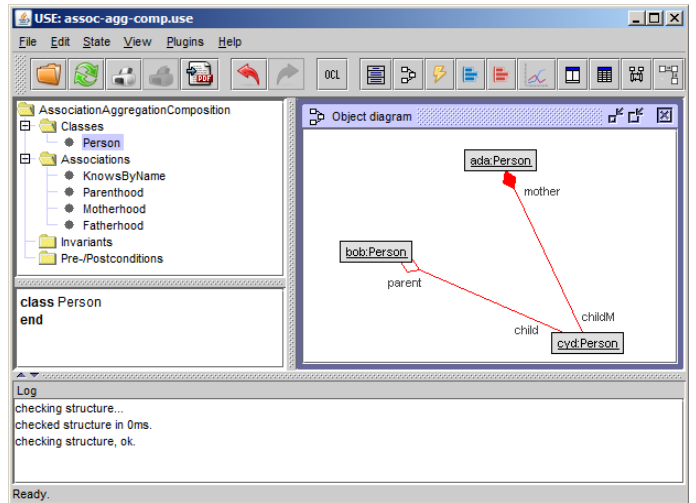 USE: assoc-agg-comp.use
File Edit State View Plugins Help
PDF
OCL
AssociationAggregationComposition
Classes
Person
Associations
KnowsByName
Parenthood
Motherhood
Fatherhood
Invariants
Pre-/Postconditions
class Person
end
Object diagram
ada:Person
mother
bob:Person
parent
childM
child
cyd:Person
Log
checking structure...
checked structure in 0ms.
checking structure, ok.
Ready.